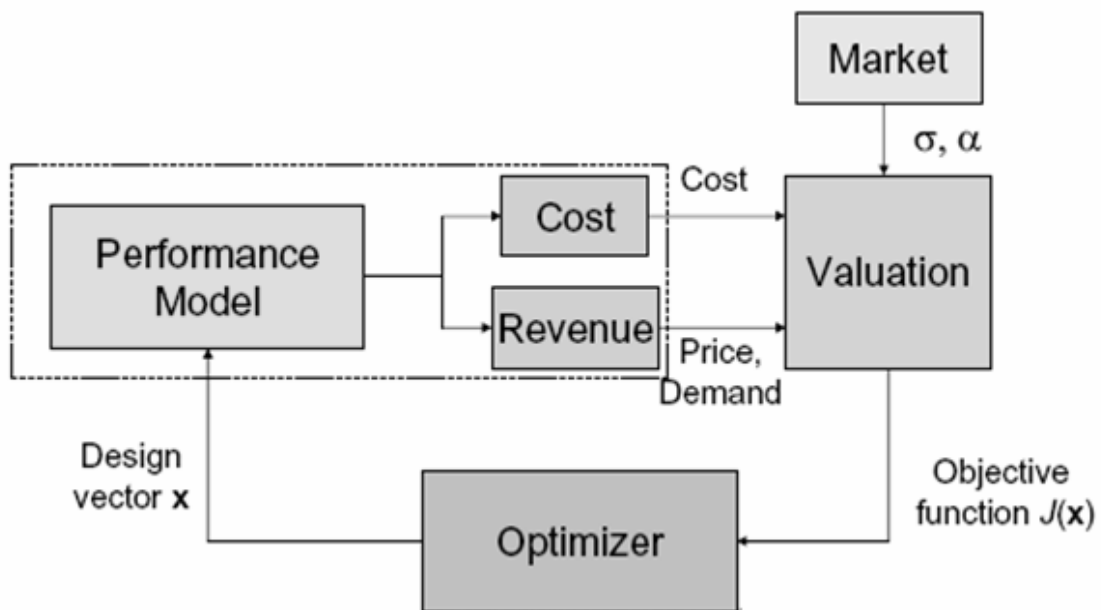 Market
σ, α
Cost
Cost
Performance
Model
Valuation
Revenue
Price,
Demand
Design
vector x
Objective
function J(x)
Optimizer